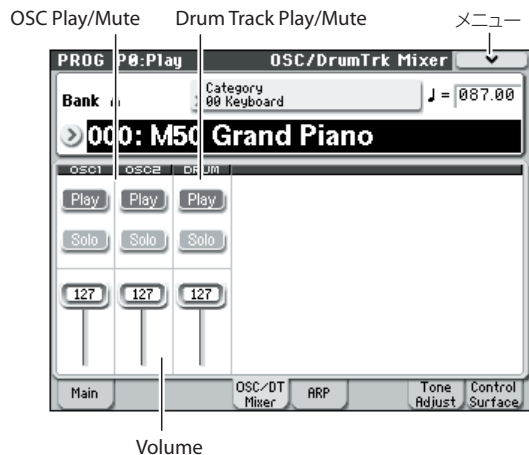 OSC Play/Mute Drum Track Play/Mute メニュー
PROG P0:Play OSC/DrumTrk Mixer
Category
Bank 00 Keyboard ♩= 087.00
000: M50 Grand Piano
OSC1 OSC2 DRUM
Play Play Play
Solo Solo Solo
127 127 127
Main OSC/DT Mixer ARP Tone Adjust Control Surface
Volume